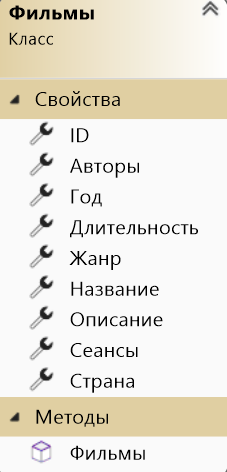 Фильмы
Класс
Свойства
ID
Авторы
Год
Длительность
Жанр
Название
Описание
Сеансы
Страна
Методы
Фильмы